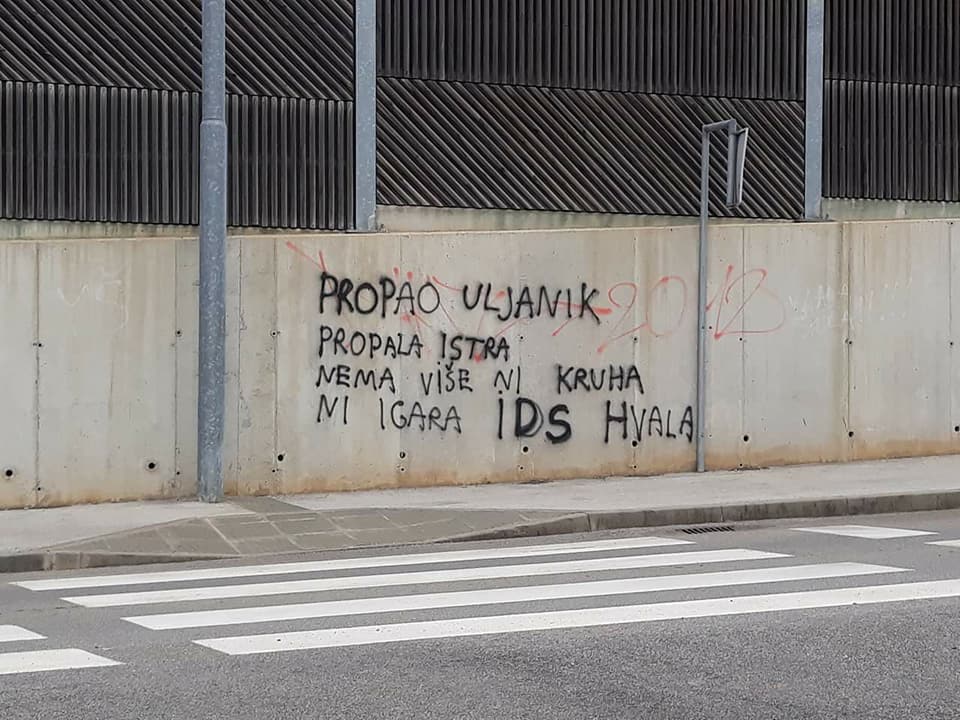 PROPAO ULJANIK
PROPALA ISTRA
NEMA VIŠE NI KRUHA
NI IGARA IDS HVALA